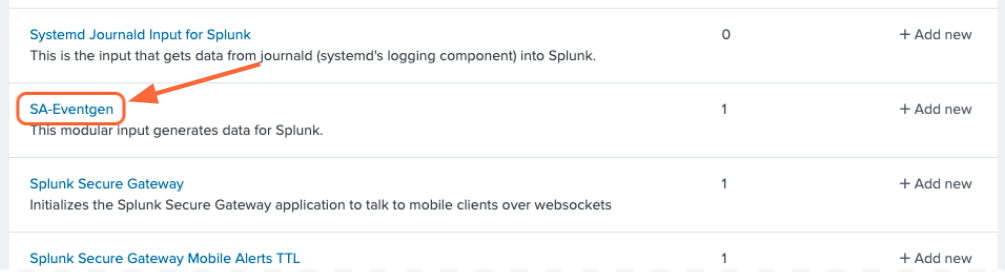 Systemd Journald Input for Splunk 0 + Add new
This is the input that gets data from journald (systemd's logging component) into Splunk.
SA-Eventgen 1 + Add new
This modular input generates data for Splunk.
Splunk Secure Gateway 1 + Add new
Initializes the Splunk Secure Gateway application to talk to mobile clients over websockets
Splunk Secure Gateway Mobile Alerts TTL 1 + Add new